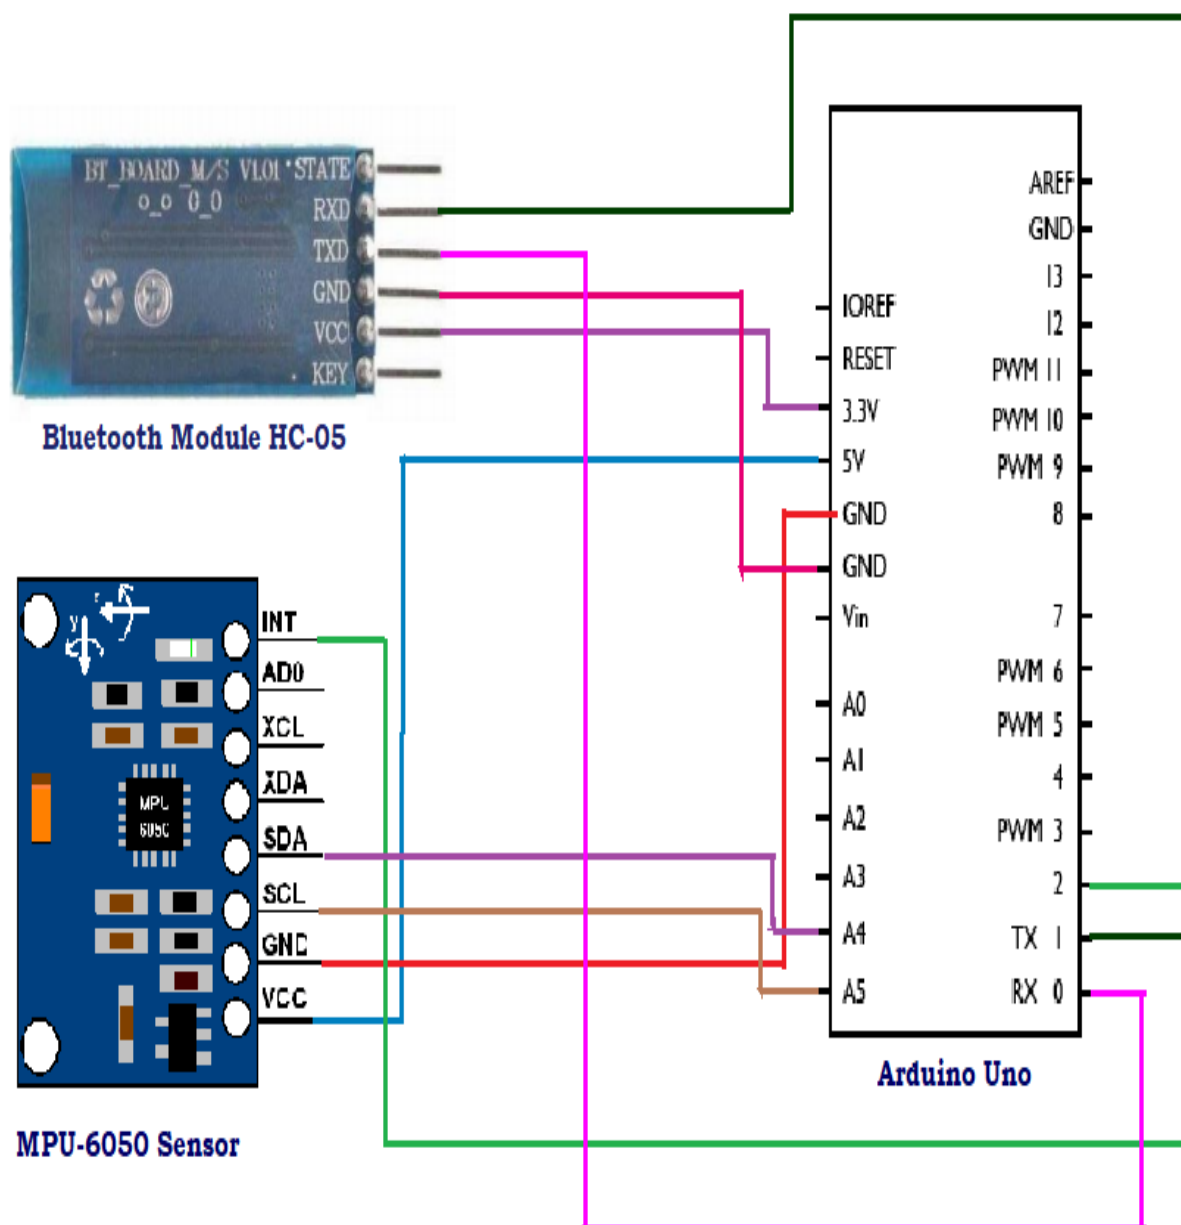 BT_BOARD_M/S V1.01 STATE
o_o 0_0
RXD
TXD
GND
VCC
KEY
Bluetooth Module HC-05
INT
AD0
XCL
XDA
SDA
SCL
GND
VCC
MPU
6050
MPU-6050 Sensor
IOREF
RESET
3.3V
5V
GND
GND
Vin
A0
A1
A2
A3
A4
A5
AREF
GND
13
12
PWM 11
PWM 10
PWM 9
8
7
PWM 6
PWM 5
4
PWM 3
2
TX 1
RX 0
Arduino Uno